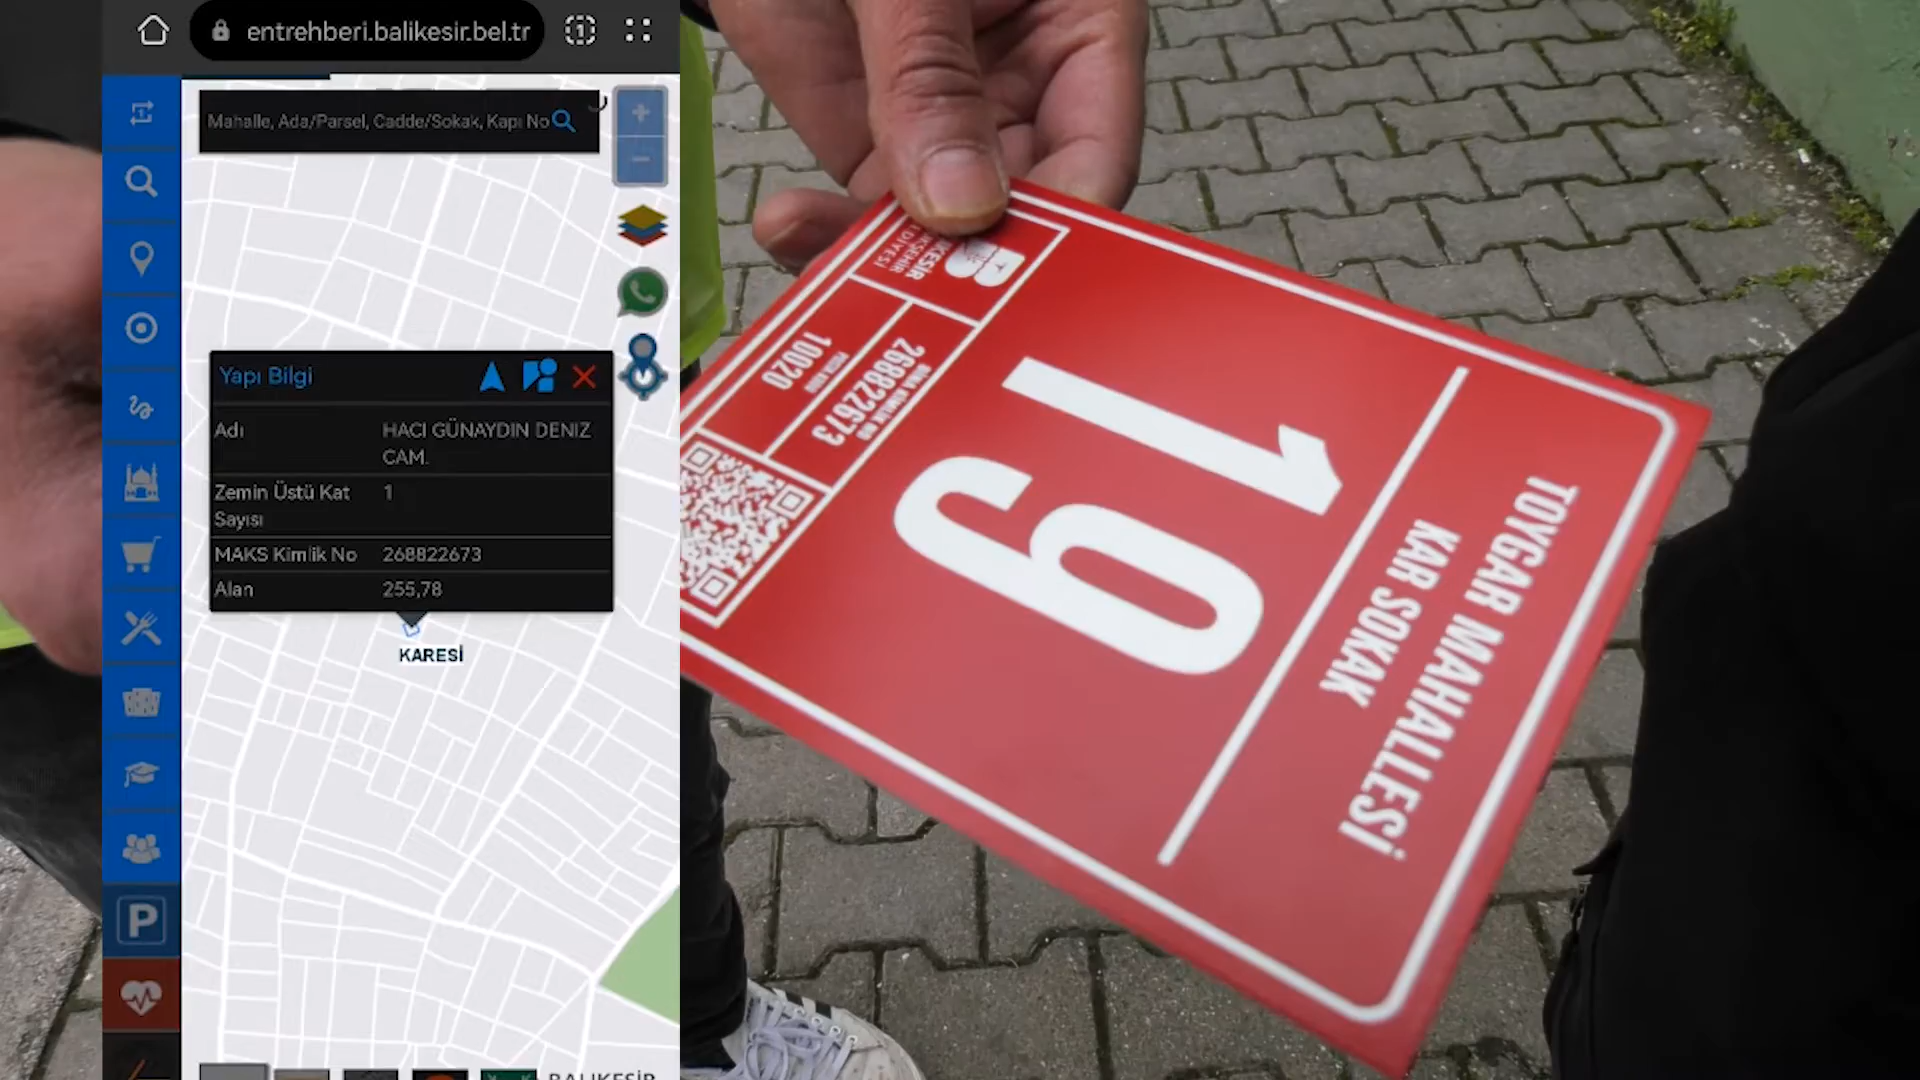 entrehberi.balikesir.bel.tr
1
Mahalle, Ada/Parsel, Cadde/Sokak, Kapı No
Yapı Bilgi
Adı
HACI GÜNAYDIN DENIZ
CAM.
Zemin Üstü Kat
Sayısı
1
MAKS Kimlik No
268822673
Alan
255,78
KARESİ
P
TOYGAR MAHALLESİ
KAR SOKAK
19
268822673
10020